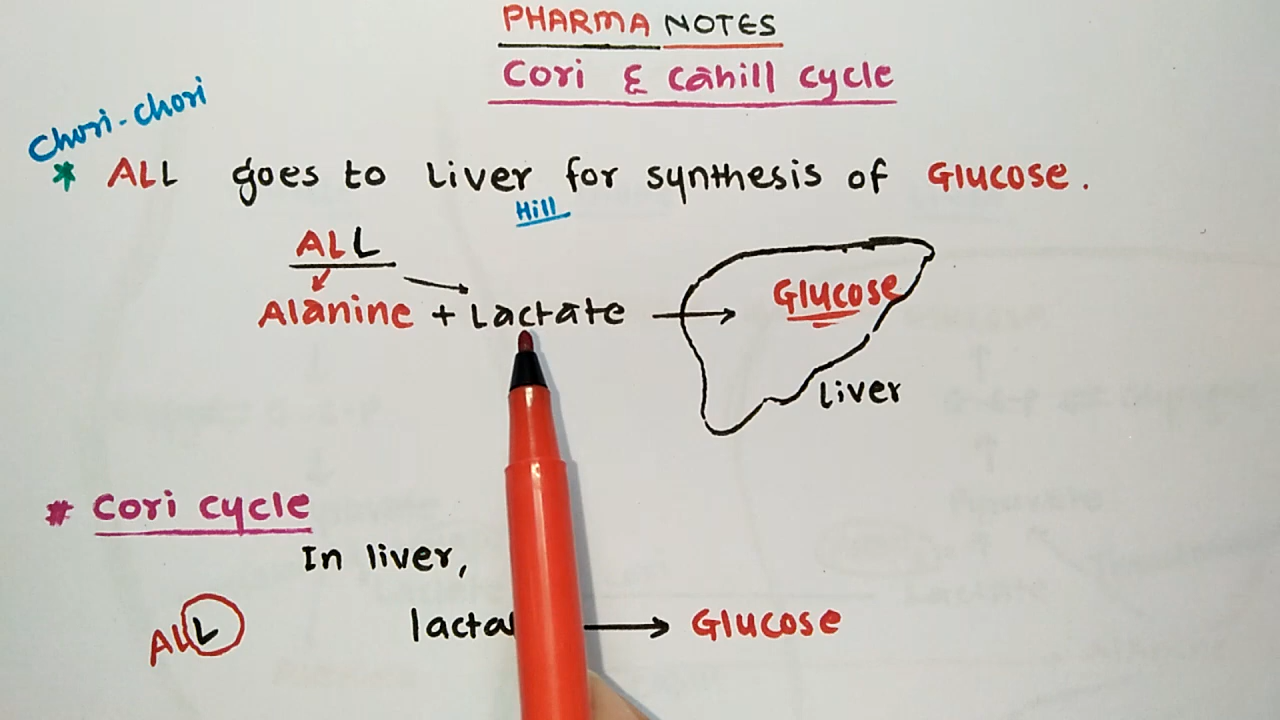 PHARMA NOTES
Cori & Cahill cycle
Chori-chori
* ALL goes to Liver for synthesis of Glucose.
Hill
ALL
Alanine + Lactate → Glucose
Liver
# Cori cycle
In liver,
ALL lacta → Glucose